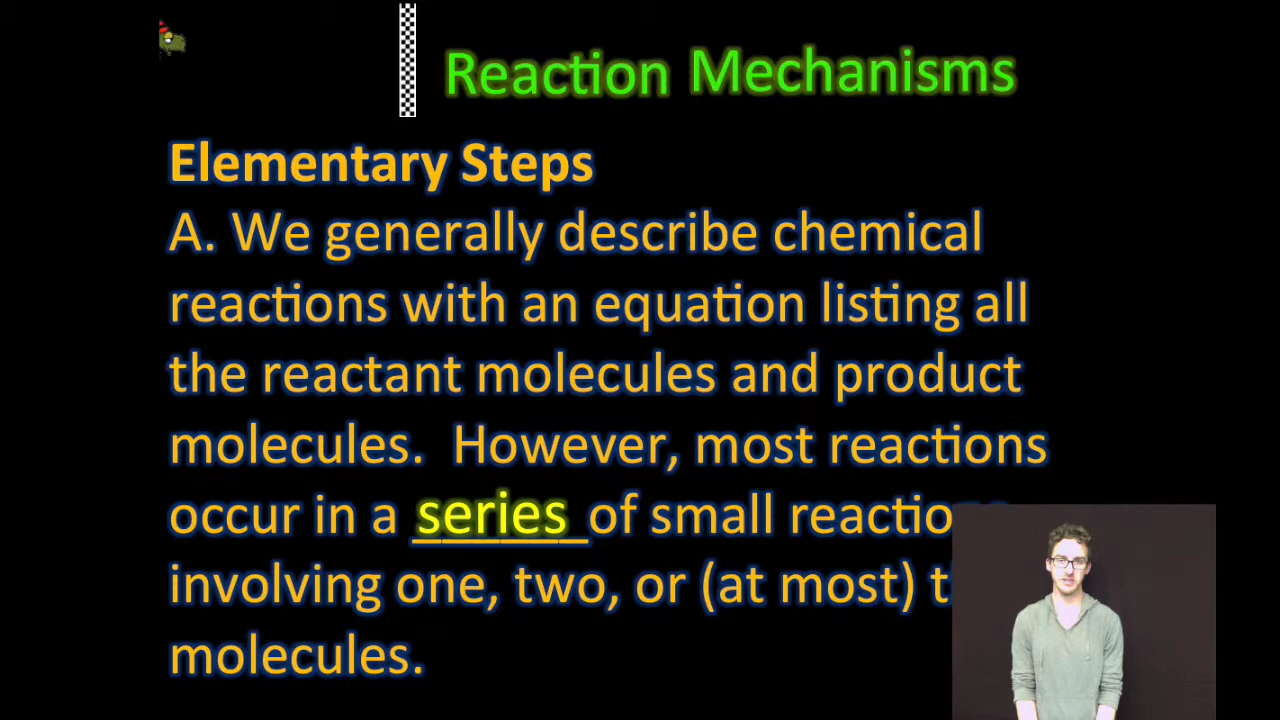 Reaction Mechanisms
Elementary Steps
A. We generally describe chemical
reactions with an equation listing all
the reactant molecules and product
molecules. However, most reactions
occur in a series of small
involving one, two, or (at most)
molecules.